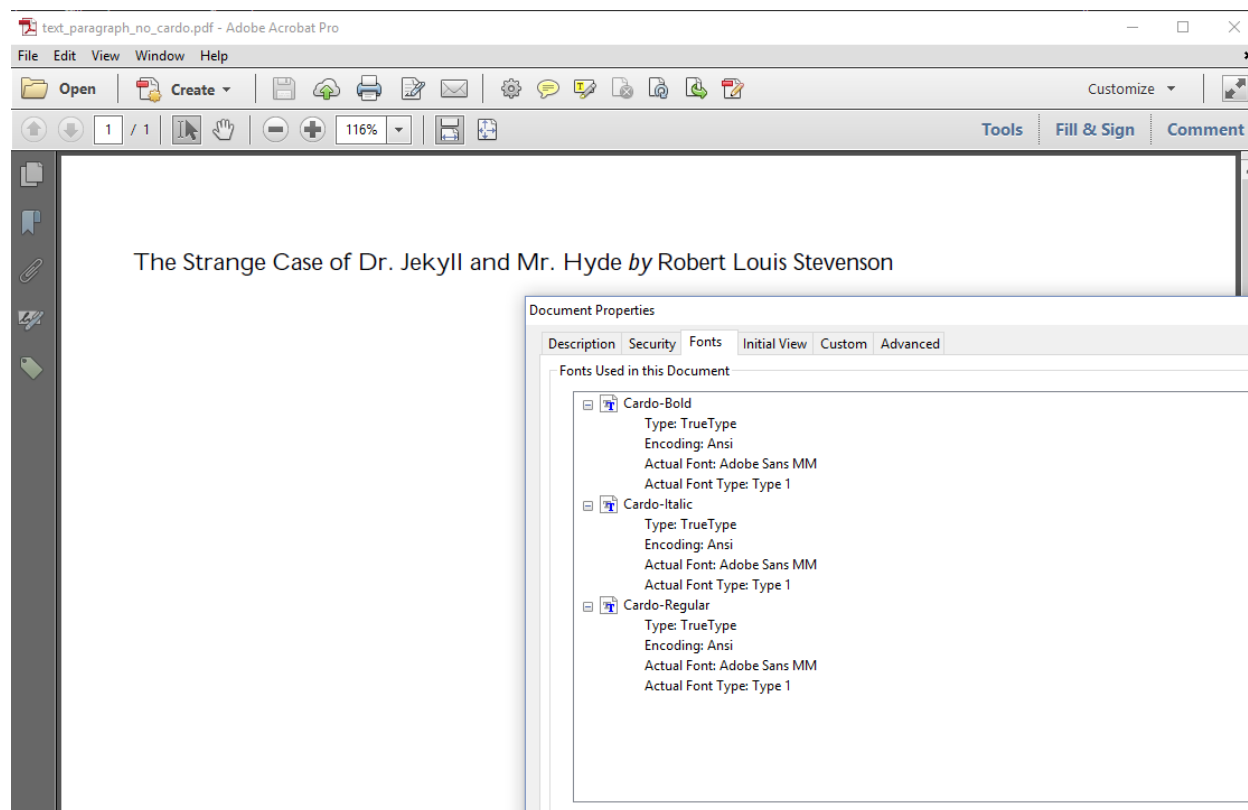 text_paragraph_no_cardo.pdf - Adobe Acrobat Pro
File Edit View Window Help
Open Create Customize
1 / 1 116% Tools Fill & Sign Comment
The Strange Case of Dr. Jekyll and Mr. Hyde by Robert Louis Stevenson
Document Properties
Description Security Fonts Initial View Custom Advanced
Fonts Used in this Document
Cardo-Bold
Type: TrueType
Encoding: Ansi
Actual Font: Adobe Sans MM
Actual Font Type: Type 1
Cardo-Italic
Type: TrueType
Encoding: Ansi
Actual Font: Adobe Sans MM
Actual Font Type: Type 1
Cardo-Regular
Type: TrueType
Encoding: Ansi
Actual Font: Adobe Sans MM
Actual Font Type: Type 1